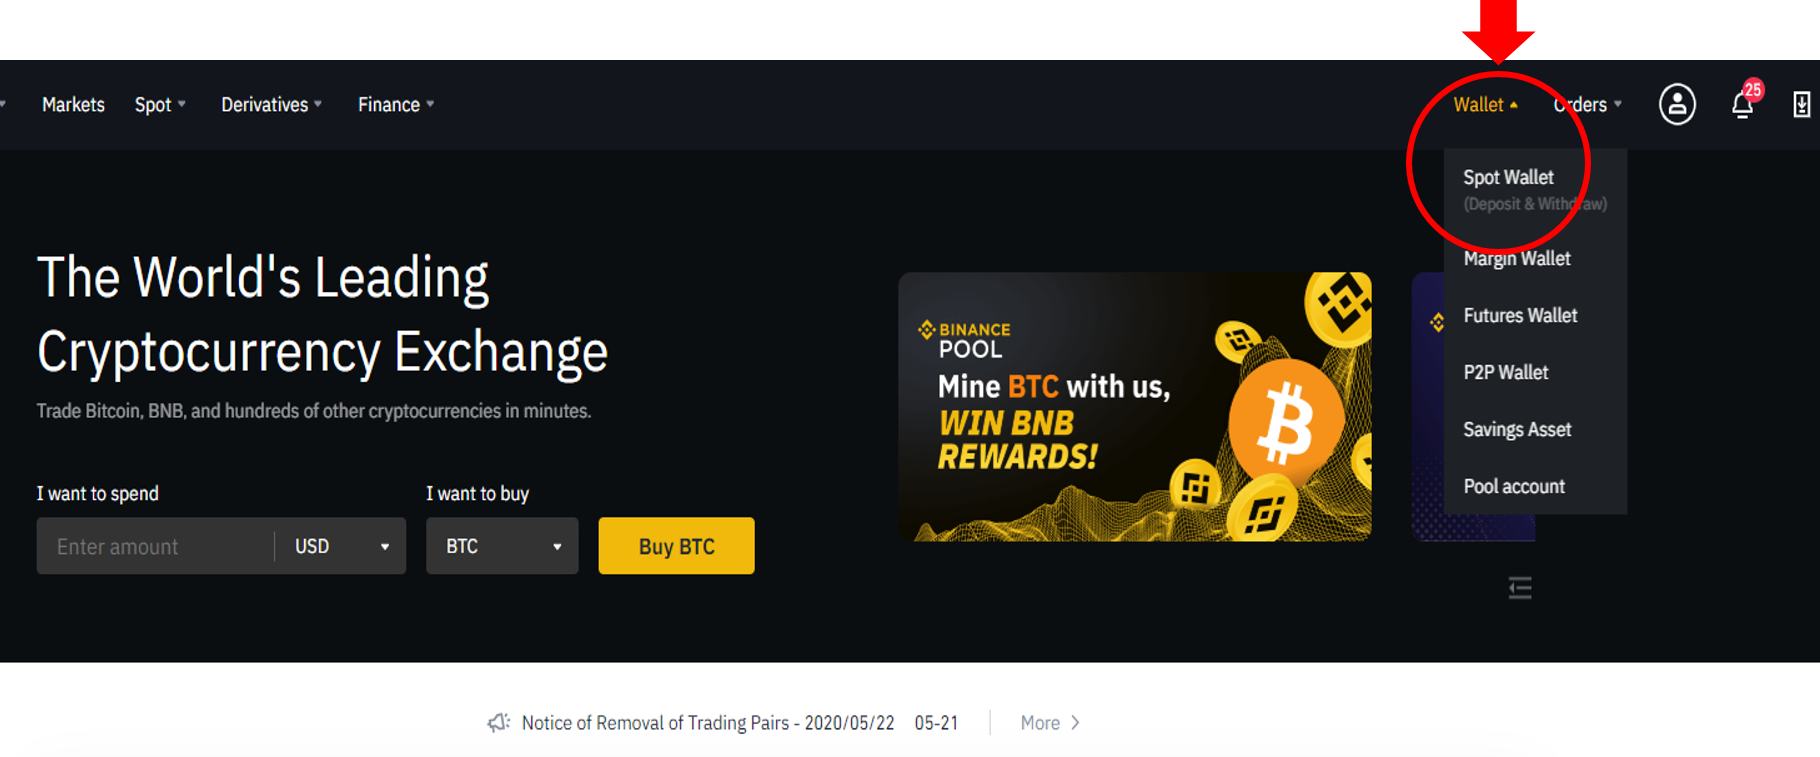 Markets Spot Derivatives Finance Wallet Orders 25
Spot Wallet
(Deposit & Withdraw)
Margin Wallet
Futures Wallet
P2P Wallet
Savings Asset
Pool account
The World's Leading
Cryptocurrency Exchange
Trade Bitcoin, BNB, and hundreds of other cryptocurrencies in minutes.
I want to spend I want to buy
Enter amount USD BTC Buy BTC
BINANCE
POOL
Mine BTC with us,
WIN BNB
REWARDS!
Notice of Removal of Trading Pairs - 2020/05/22 05-21 More